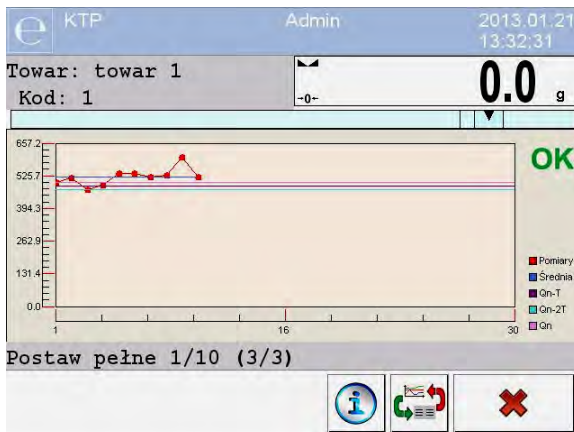 e KTP Admin 2013.01.21
13:32:31
Towar: towar 1
Kod: 1
→0← 0.0 g
OK
657.2
525.7
394.3
262.9
131.4
0.0
1 16 30
Pomiary
Średnia
Qn-T
Qn-2T
Qn
Postaw pełne 1/10 (3/3)
i